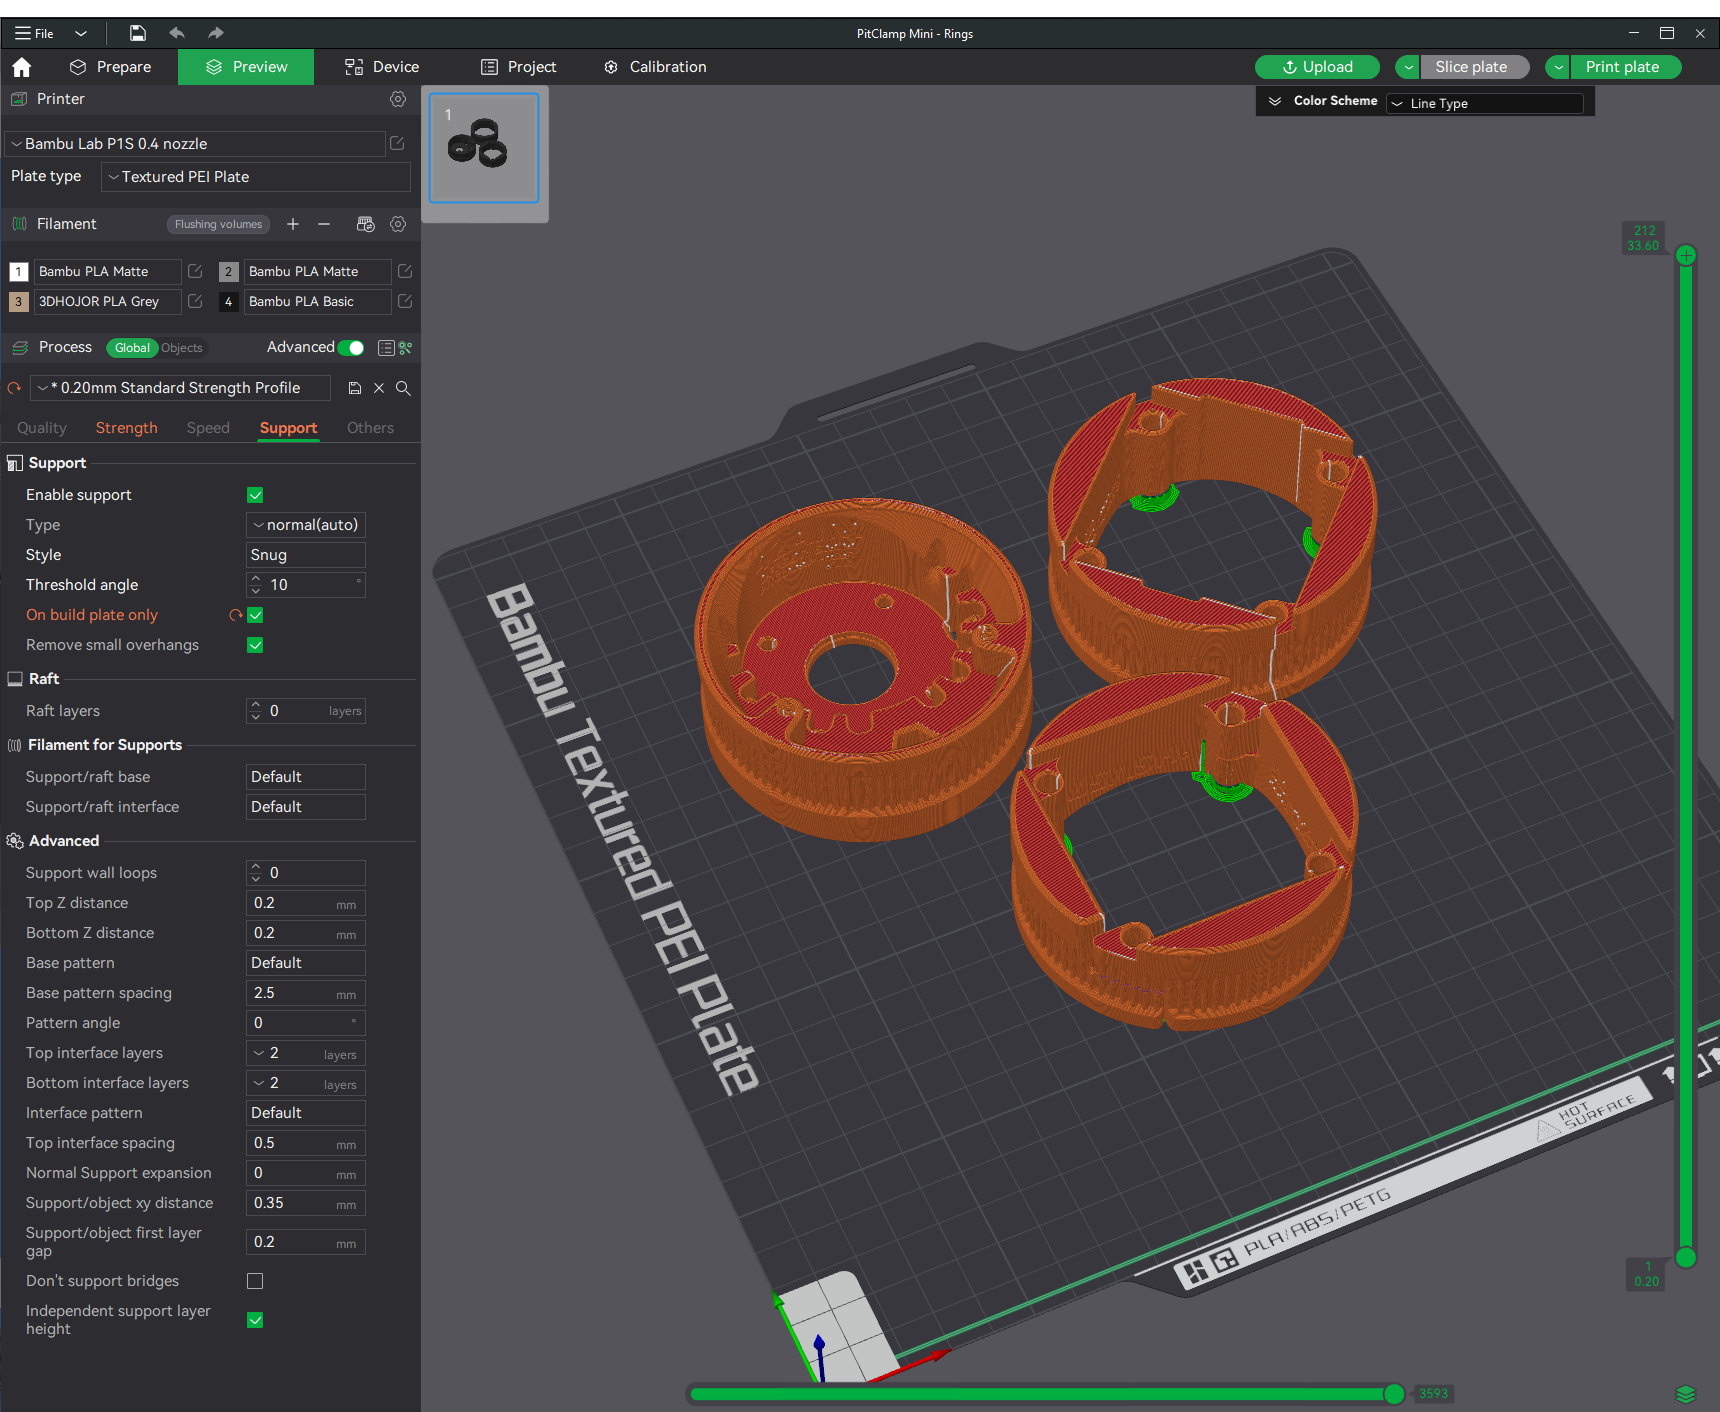 File
PitClamp Mini - Rings
Prepare
Preview
Device
Project
Calibration
Upload
Slice plate
Print plate
Printer
Bambu Lab P1S 0.4 nozzle
Plate type
Textured PEI Plate
Filament
Flushing volumes
1 Bambu PLA Matte
2 Bambu PLA Matte
3 3DHOJOR PLA Grey
4 Bambu PLA Basic
Process
Global
Objects
Advanced
* 0.20mm Standard Strength Profile
Quality
Strength
Speed
Support
Others
Support
Enable support
Type normal(auto)
Style Snug
Threshold angle 10 °
On build plate only
Remove small overhangs
Raft
Raft layers 0 layers
Filament for Supports
Support/raft base Default
Support/raft interface Default
Advanced
Support wall loops 0
Top Z distance 0.2 mm
Bottom Z distance 0.2 mm
Base pattern Default
Base pattern spacing 2.5 mm
Pattern angle 0 °
Top interface layers 2 layers
Bottom interface layers 2 layers
Interface pattern Default
Top interface spacing 0.5 mm
Normal Support expansion 0 mm
Support/object xy distance 0.35 mm
Support/object first layer
gap 0.2 mm
Don't support bridges
Independent support layer
height
1
Color Scheme Line Type
212
33.60
Bambu Textured PEI Plate
HOT
SURFACE
PLA/ABS/PETG
1
0.20
3593